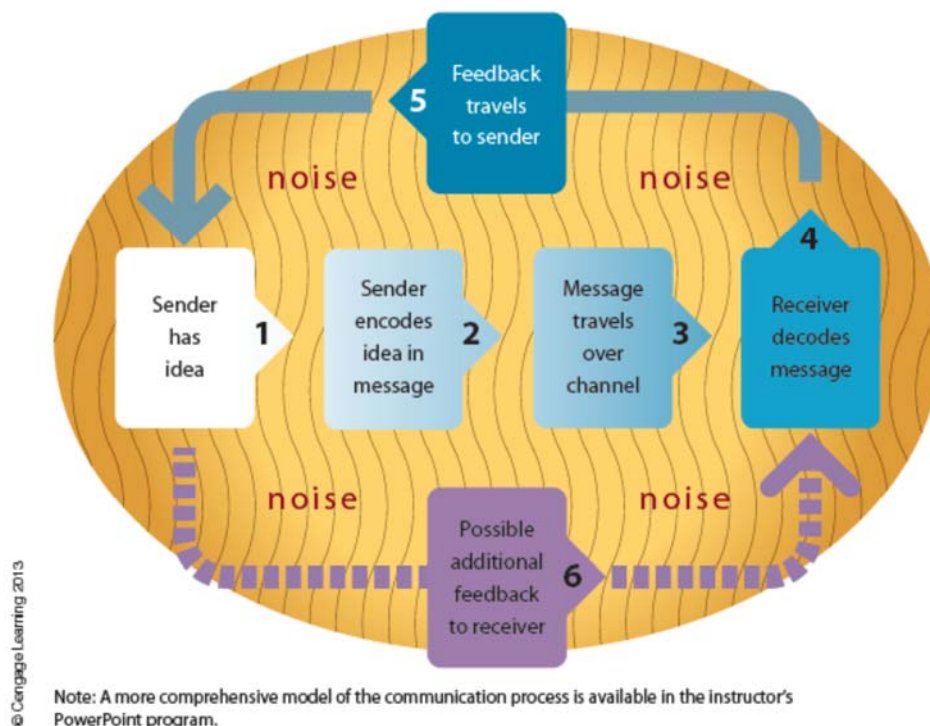 Feedback
travels
to sender
5
noise
noise
Sender
has
idea
1
Sender
encodes
idea in
message
2
Message
travels
over
channel
3
4
Receiver
decodes
message
noise
noise
Possible
additional
feedback
to receiver
6
© Cengage Learning 2013
Note: A more comprehensive model of the communication process is available in the instructor's
PowerPoint program.